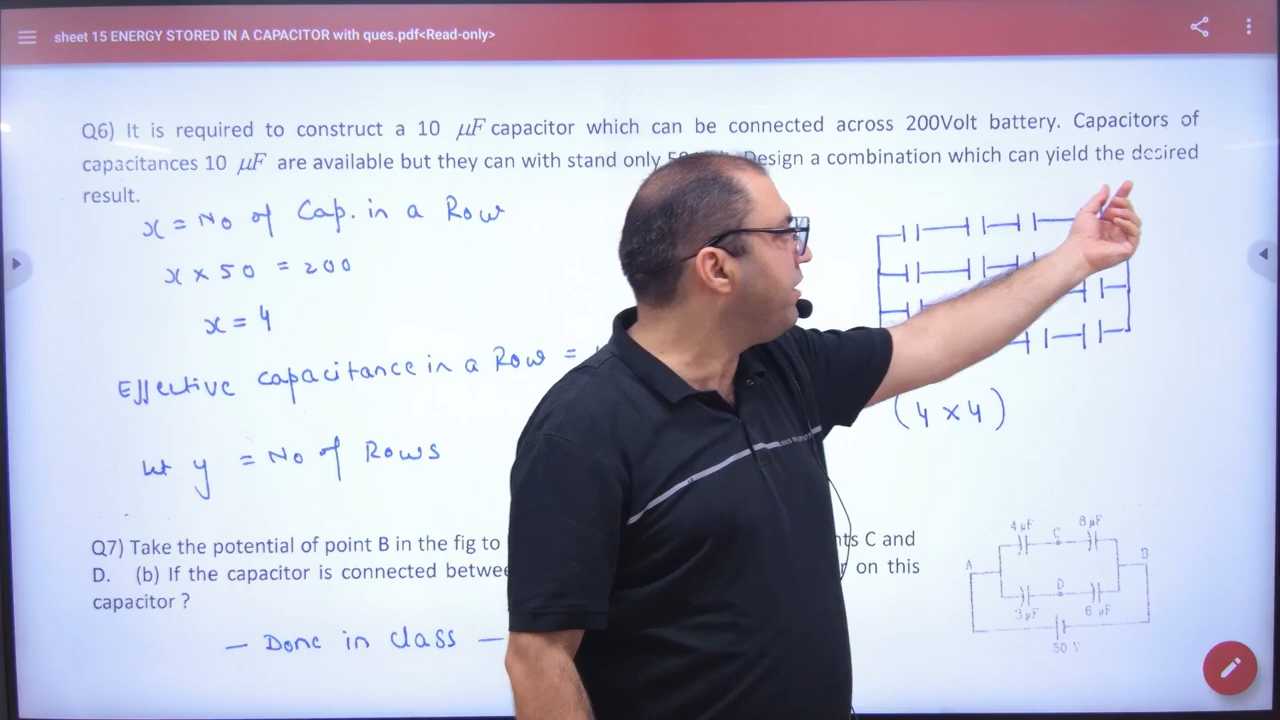 sheet 15 ENERGY STORED IN A CAPACITOR with ques.pdf<Read-only>
Q6) It is required to construct a 10 μF capacitor which can be connected across 200Volt battery. Capacitors of
capacitances 10 μF are available but they can with stand only Design a combination which can yield the desired
result.
x = No of Cap. in a Row
x × 50 = 200
x = 4
Effective capacitance in a Row =
(4 × 4)
let y = No of Rows
Q7) Take the potential of point B in the fig to C and
D. (b) If the capacitor is connected on this
capacitor ?
— Done in class —
4 μF C 8 μF
A B
D
3 μF 6 μF
50 V